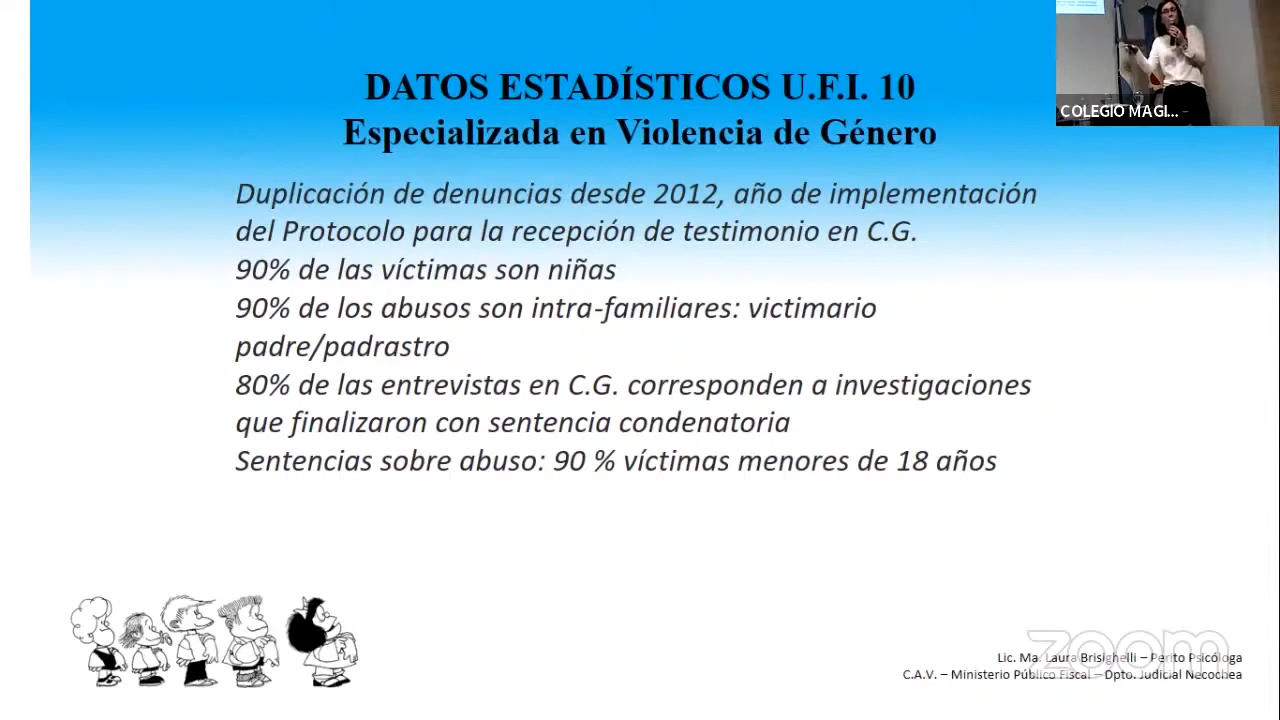 DATOS ESTADÍSTICOS U.F.I. 10
Especializada en Violencia de Género
COLEGIO MAGI...
Duplicación de denuncias desde 2012, año de implementación
del Protocolo para la recepción de testimonio en C.G.
90% de las víctimas son niñas
90% de los abusos son intra-familiares: victimario
padre/padrastro
80% de las entrevistas en C.G. corresponden a investigaciones
que finalizaron con sentencia condenatoria
Sentencias sobre abuso: 90 % víctimas menores de 18 años
zoom
Lic. Ma. Laura Brisighelli – Perito Psicóloga
C.A.V. – Ministerio Público Fiscal – Dpto. Judicial Necochea